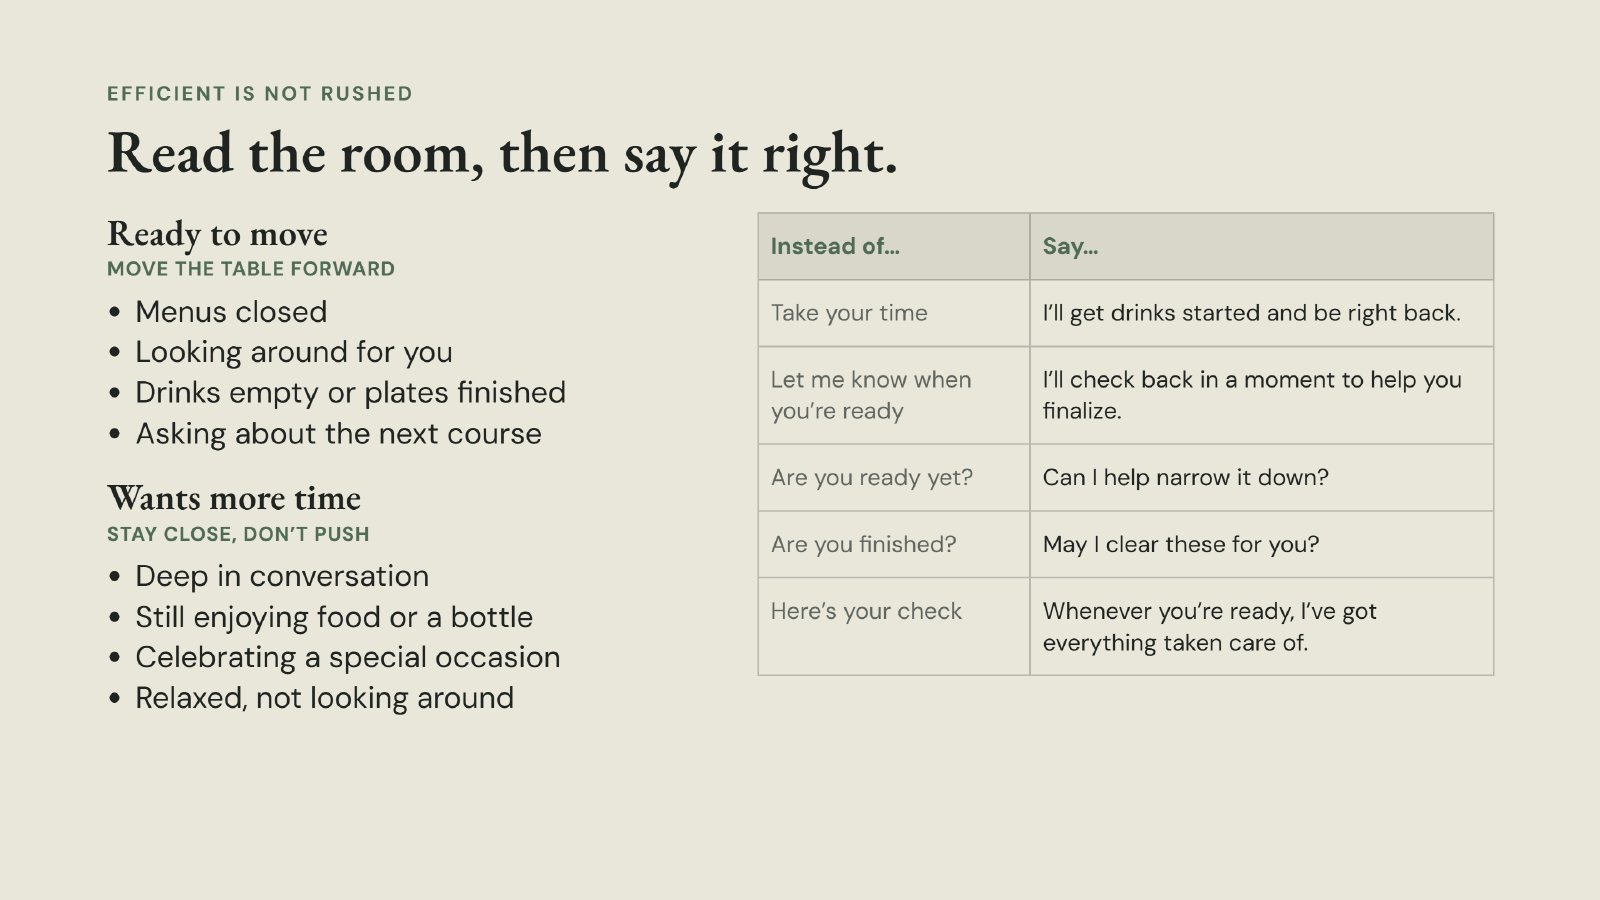 EFFICIENT IS NOT RUSHED
Read the room, then say it right.
Ready to move
MOVE THE TABLE FORWARD
• Menus closed
• Looking around for you
• Drinks empty or plates finished
• Asking about the next course
Wants more time
STAY CLOSE, DON’T PUSH
• Deep in conversation
• Still enjoying food or a bottle
• Celebrating a special occasion
• Relaxed, not looking around
Instead of… Say…
Take your time I’ll get drinks started and be right back.
Let me know when
you’re ready
I’ll check back in a moment to help you
finalize.
Are you ready yet? Can I help narrow it down?
Are you finished? May I clear these for you?
Here’s your check
Whenever you’re ready, I’ve got
everything taken care of.